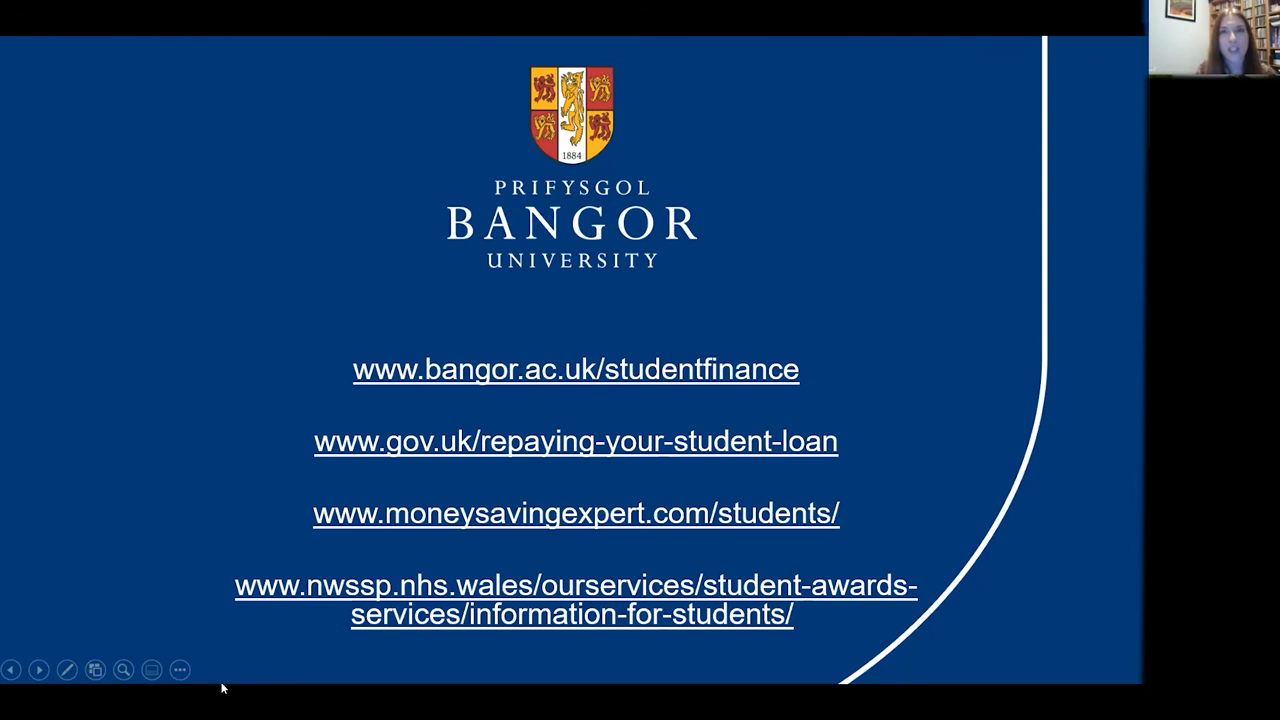 1884
PRIFYSGOL
BANGOR
UNIVERSITY
www.bangor.ac.uk/studentfinance
www.gov.uk/repaying-your-student-loan
www.moneysavingexpert.com/students/
www.nwssp.nhs.wales/ourservices/student-awards-
services/information-for-students/